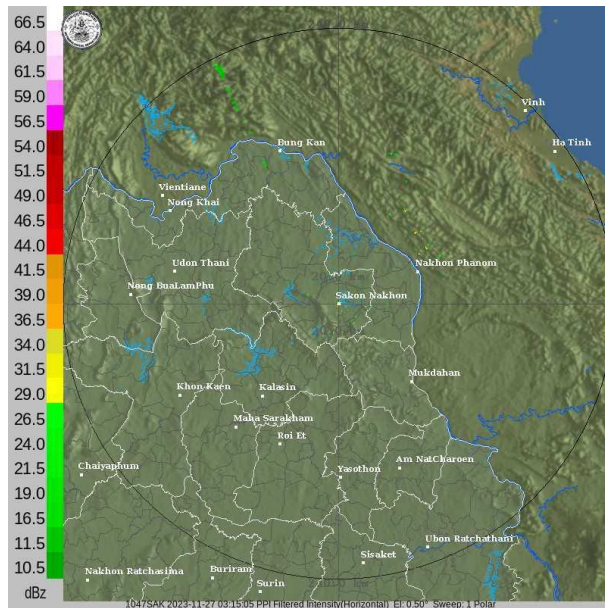 66.5
64.0
61.5
59.0
56.5
54.0
51.5
49.0
46.5
44.0
41.5
39.0
36.5
34.0
31.5
29.0
26.5
24.0
21.5
19.0
16.5
14.0
11.5
10.5
dBz
Vinh
Ha Tinh
Bung Kan
Vientiane
Nong Khai
Udon Thani
Nakhon Phanom
Nong BuaLamPhu
Sakon Nakhon
Mukdahan
Khon Kaen
Kalasin
Maha Sarakham
Roi Et
Chaiyaphum
Yasothon
Am NatCharoen
Ubon Ratchathani
Sisaket
Nakhon Ratchasima
Buriram
Surin
1047SAK 2023-11-27 03:15:05 PPI Filtered Intensity(Horizontal) El: 0.50° Sweep: 1 Polar